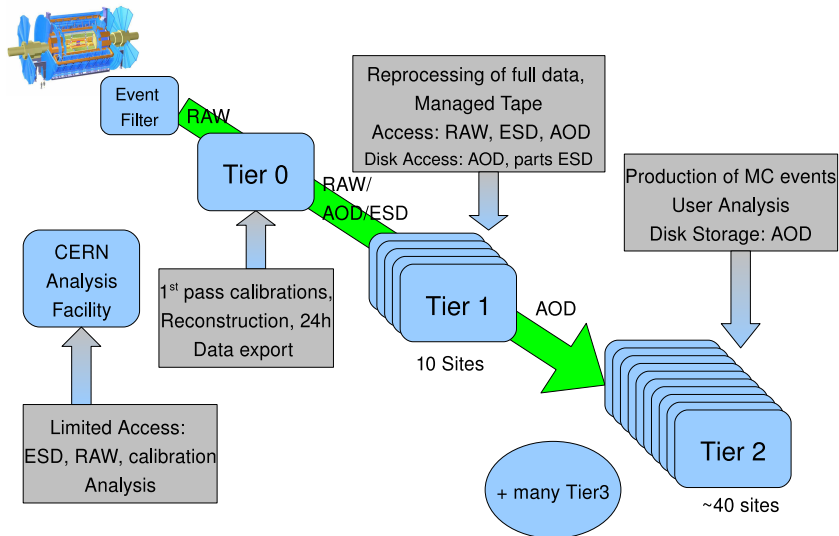 Event
Filter
RAW
Tier 0
Reprocessing of full data,
Managed Tape
Access: RAW, ESD, AOD
Disk Access: AOD, parts ESD
RAW/
AOD/ESD
Production of MC events
User Analysis
Disk Storage: AOD
CERN
Analysis
Facility
1st pass calibrations,
Reconstruction, 24h
Data export
Tier 1
AOD
10 Sites
Limited Access:
ESD, RAW, calibration
Analysis
Tier 2
+ many Tier3
~40 sites